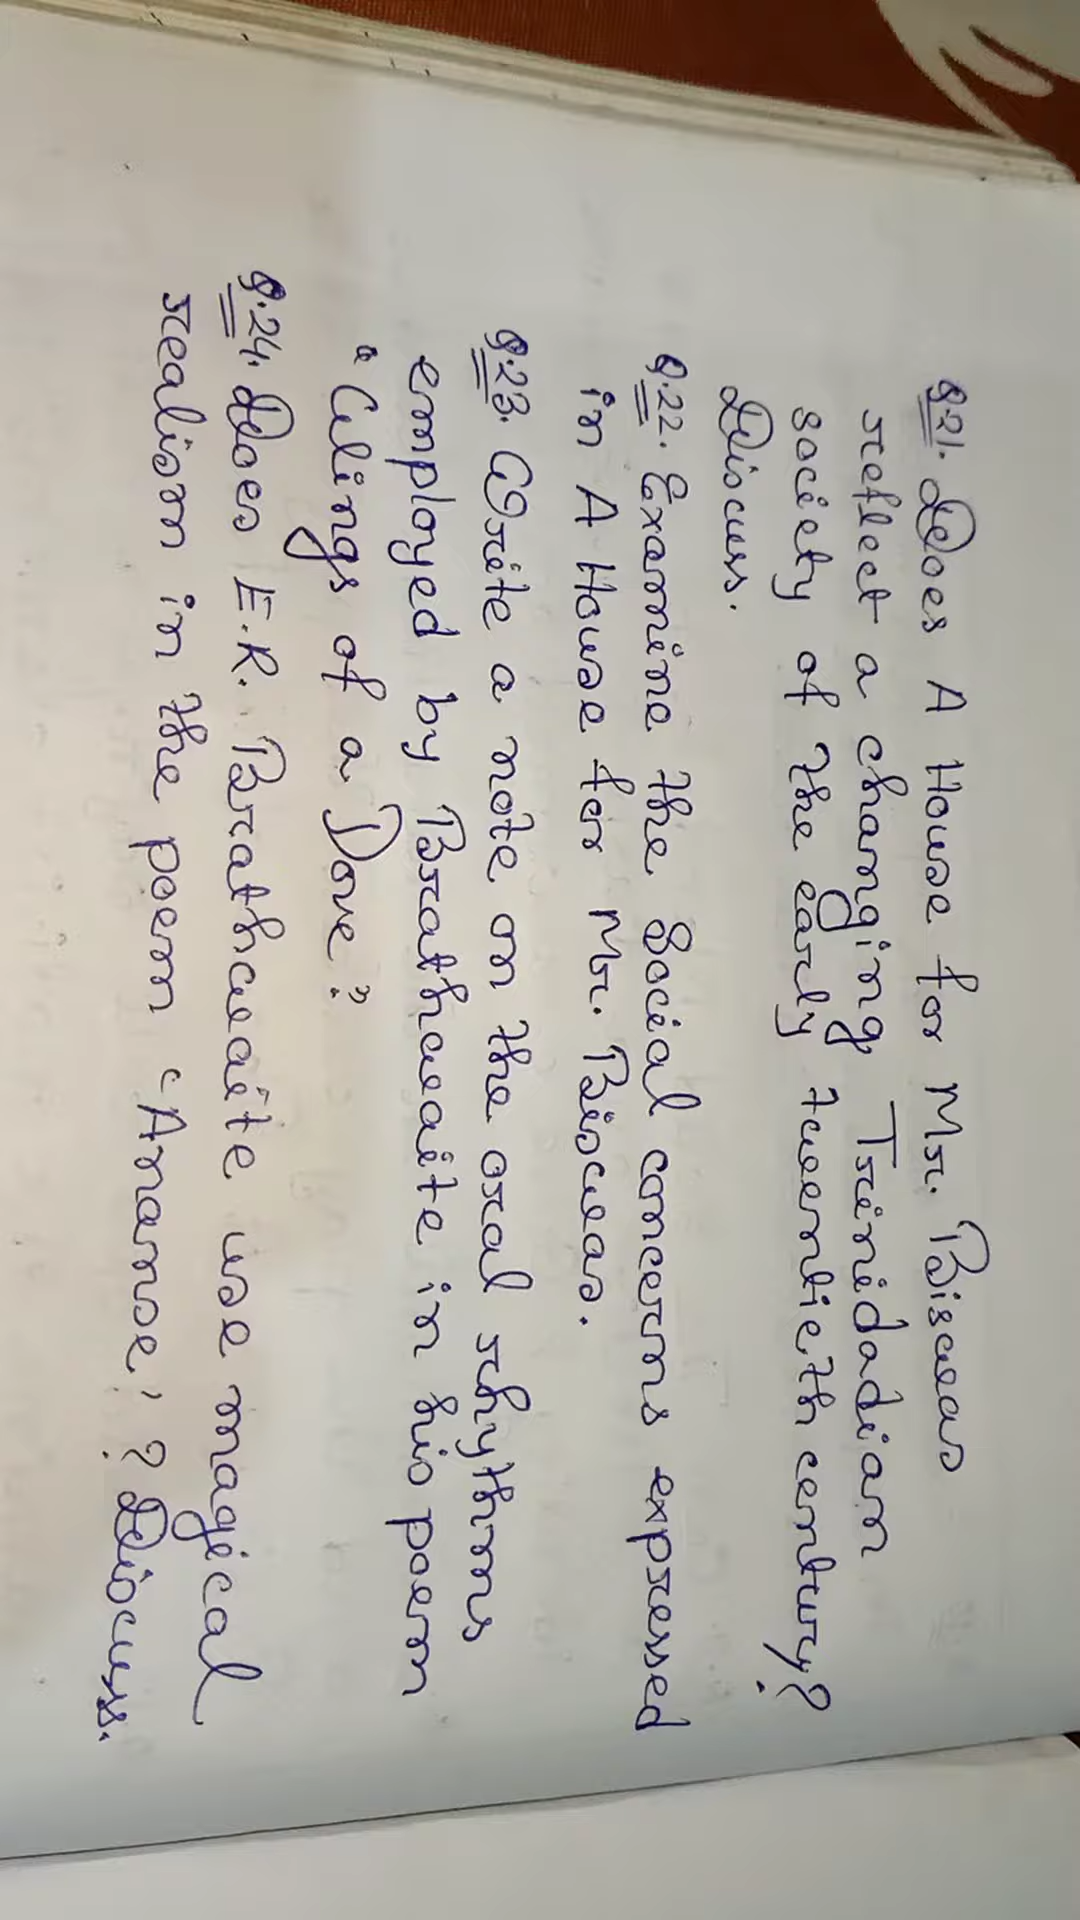 Q.21. Does A House for Mr. Biswas
reflect a changing Trinidadian
society of the early twentieth century?
Discuss.
Q.22. Examine the Social concerns expressed
in A House for Mr. Biswas.
Q.23. Write a note on the oral rhythms
employed by Brathwaite in his poem
"Wings of a Dove".
Q.24. Does E.R. Brathwaite use magical
realism in the poem 'Ananse'? Discuss.